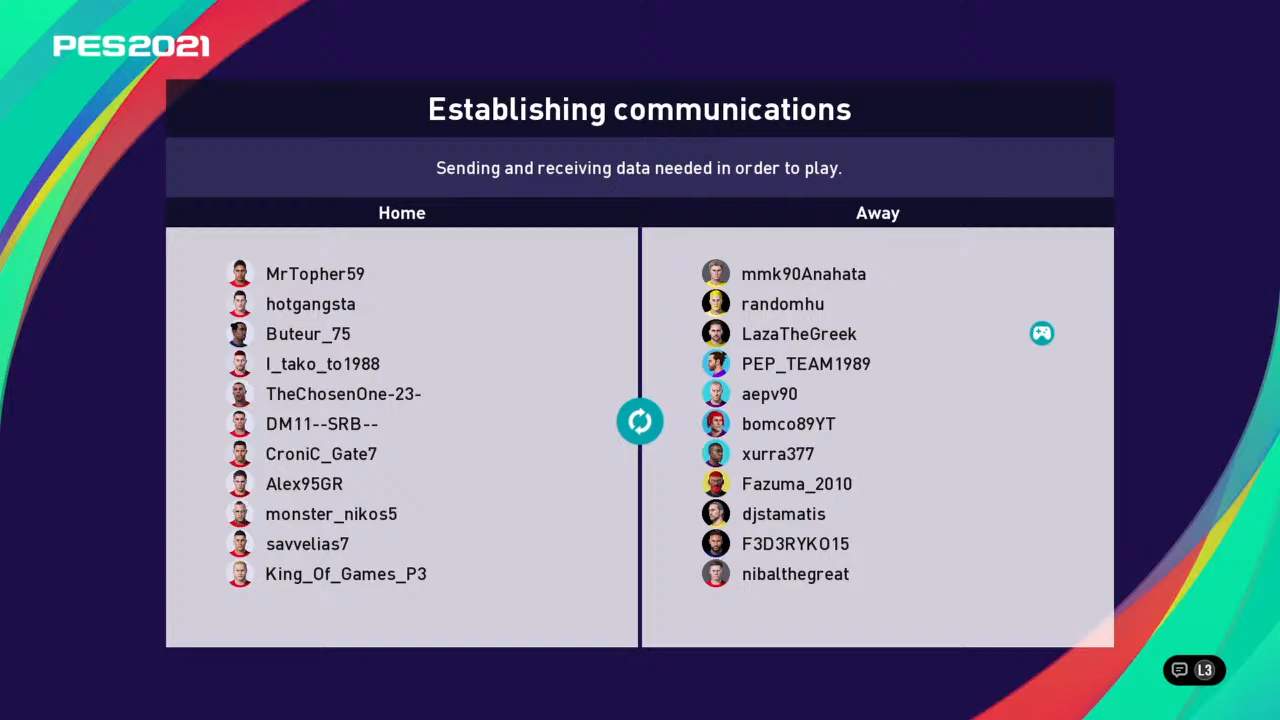 PES2021
Establishing communications
Sending and receiving data needed in order to play.
Home
Away
MrTopher59
hotgangsta
Buteur_75
I_tako_to1988
TheChosenOne-23-
DM11--SRB--
CroniC_Gate7
Alex95GR
monster_nikos5
savvelias7
King_Of_Games_P3
mmk90Anahata
randomhu
LazaTheGreek
PEP_TEAM1989
aepv90
bomco89YT
xurra377
Fazuma_2010
djstamatis
F3D3RYKO15
nibalthegreat
L3